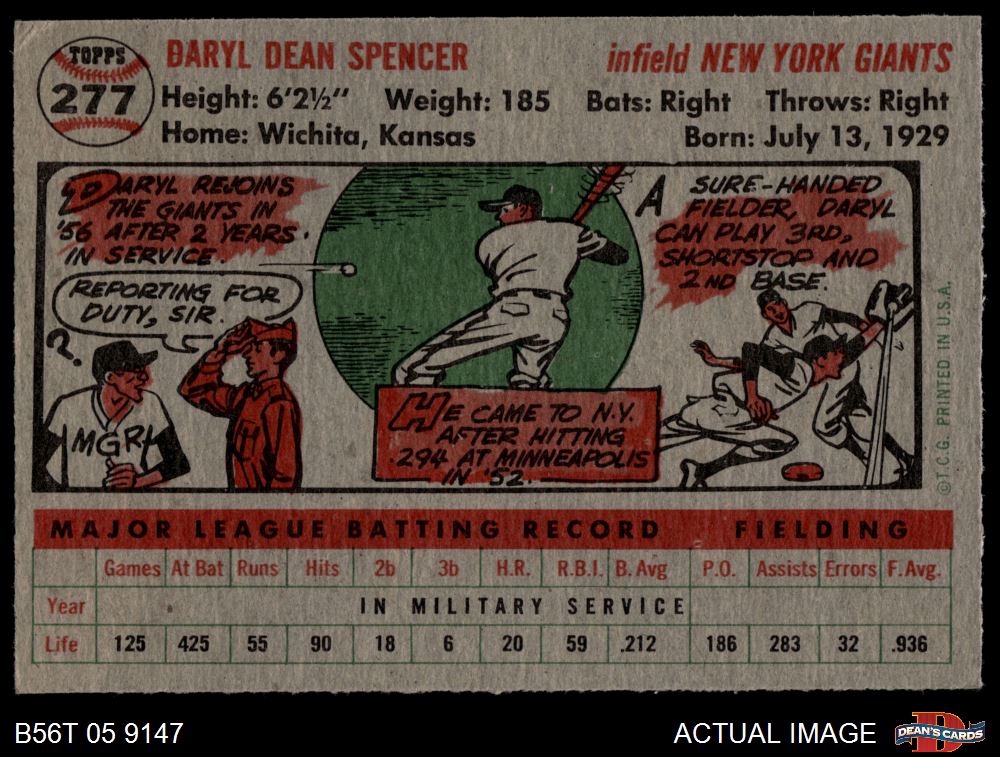 TOPPS
277
DARYL DEAN SPENCER
infield NEW YORK GIANTS
Height: 6'2½" Weight: 185 Bats: Right Throws: Right
Home: Wichita, Kansas Born: July 13, 1929
DARYL REJOINS
THE GIANTS IN
'56 AFTER 2 YEARS
IN SERVICE.
REPORTING FOR
DUTY, SIR.
?
MGR
HE CAME TO N.Y.
AFTER HITTING
.294 AT MINNEAPOLIS
IN '52.
A SURE-HANDED
FIELDER, DARYL
CAN PLAY 3RD,
SHORTSTOP AND
2ND BASE.
©T.C.G. PRINTED IN U.S.A.
MAJOR LEAGUE BATTING RECORD FIELDING
Games At Bat Runs Hits 2b 3b H.R. R.B.I. B. Avg P.O. Assists Errors F. Avg.
Year IN MILITARY SERVICE
Life 125 425 55 90 18 6 20 59 .212 186 283 32 .936
B56T 05 9147
ACTUAL IMAGE
D
DEAN'S CARDS